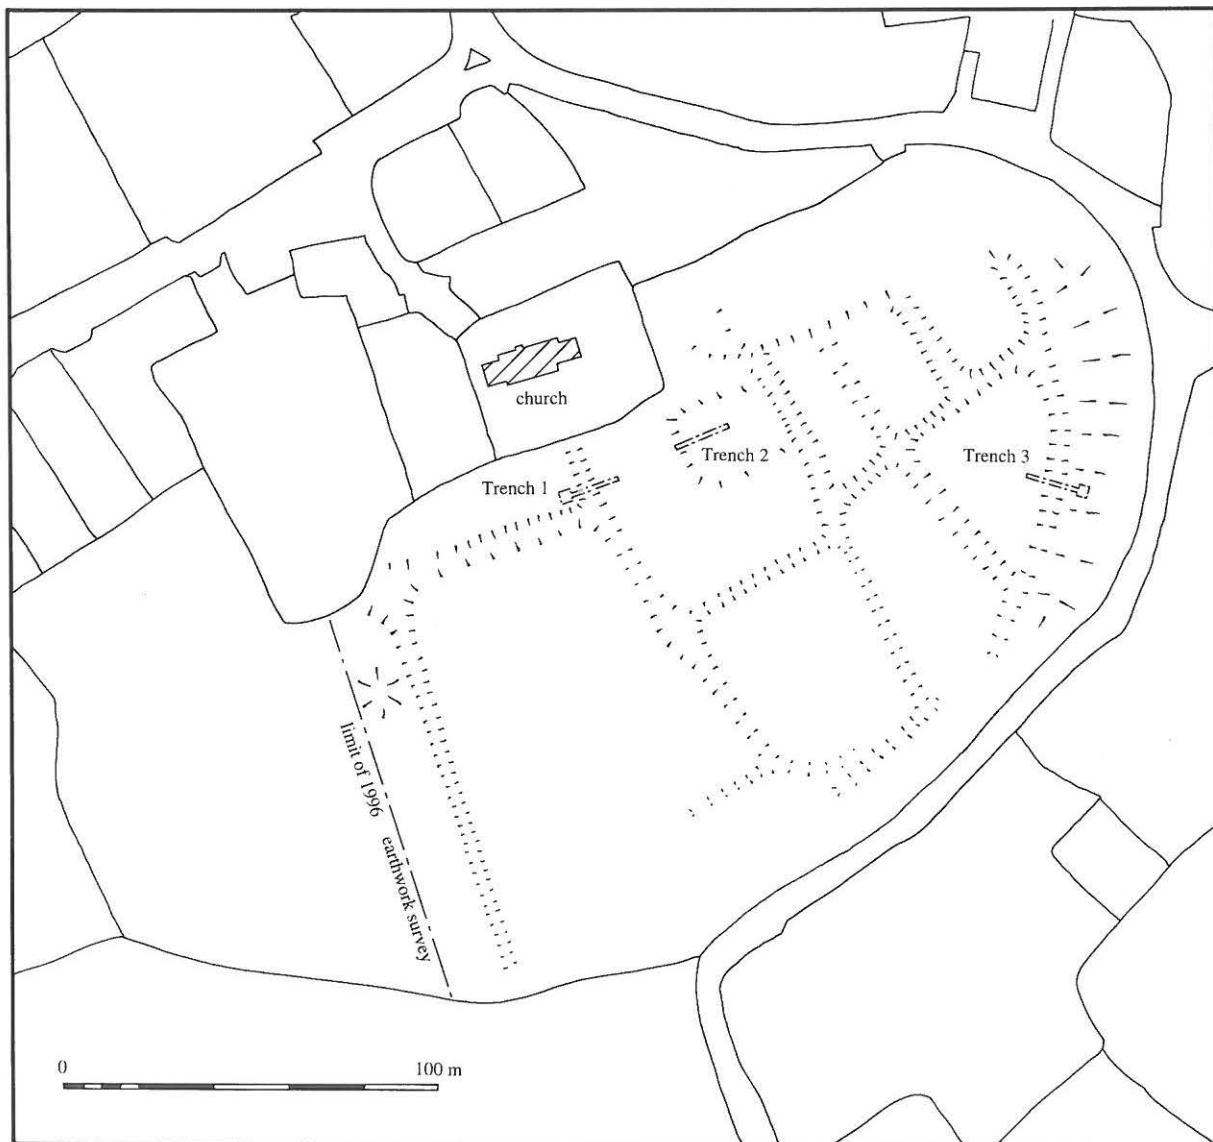 church
Trench 2
Trench 3
Trench 1
limit of 1996 earthwork survey
0 100 m